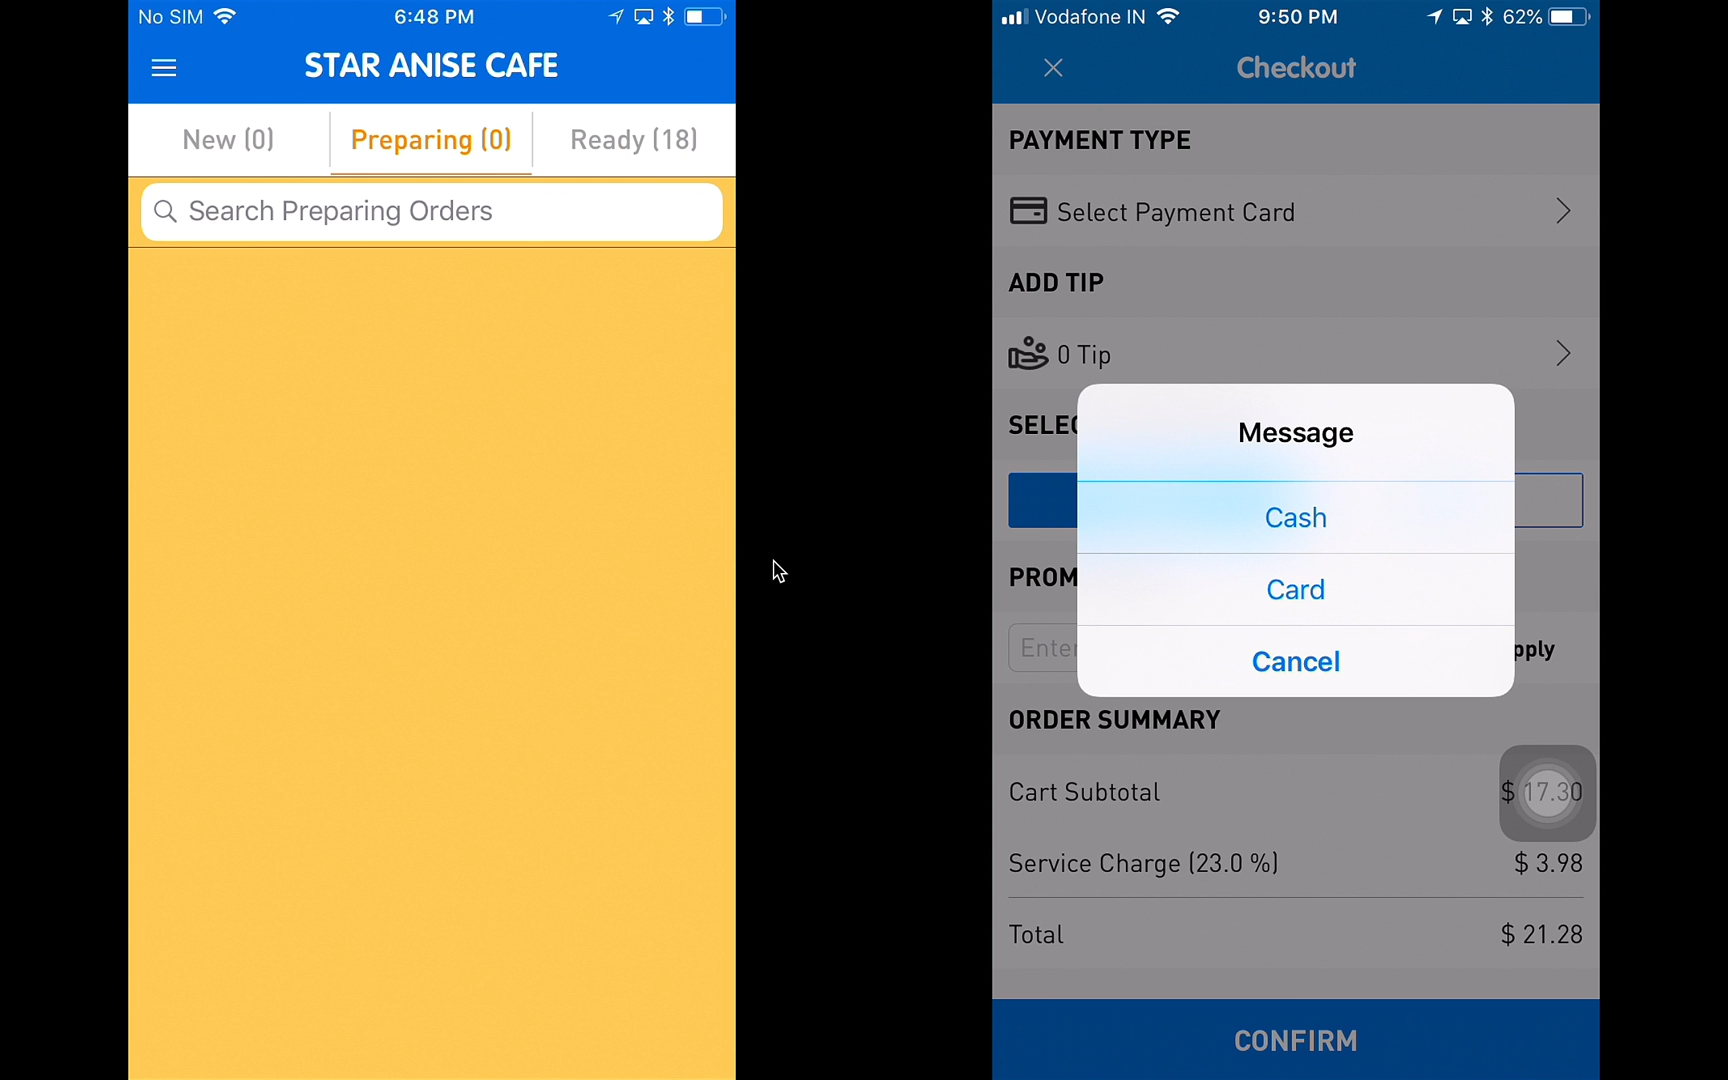 No SIM
6:48 PM
STAR ANISE CAFE
New (0)
Preparing (0)
Ready (18)
Search Preparing Orders
Vodafone IN
9:50 PM
62%
Checkout
PAYMENT TYPE
Select Payment Card
ADD TIP
0 Tip
SELEC
Message
Cash
Card
Cancel
PROM
Enter
pply
ORDER SUMMARY
Cart Subtotal
$ 17.30
Service Charge (23.0 %)
$ 3.98
Total
$ 21.28
CONFIRM